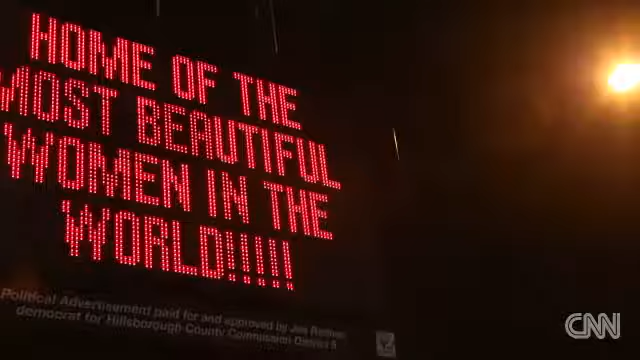 HOME OF THE
MOST BEAUTIFUL
WOMEN IN THE
WORLD!!!!!
Political Advertisement paid for and approved by Joe
democrat for Hillsborough County Commission District 5
CNN